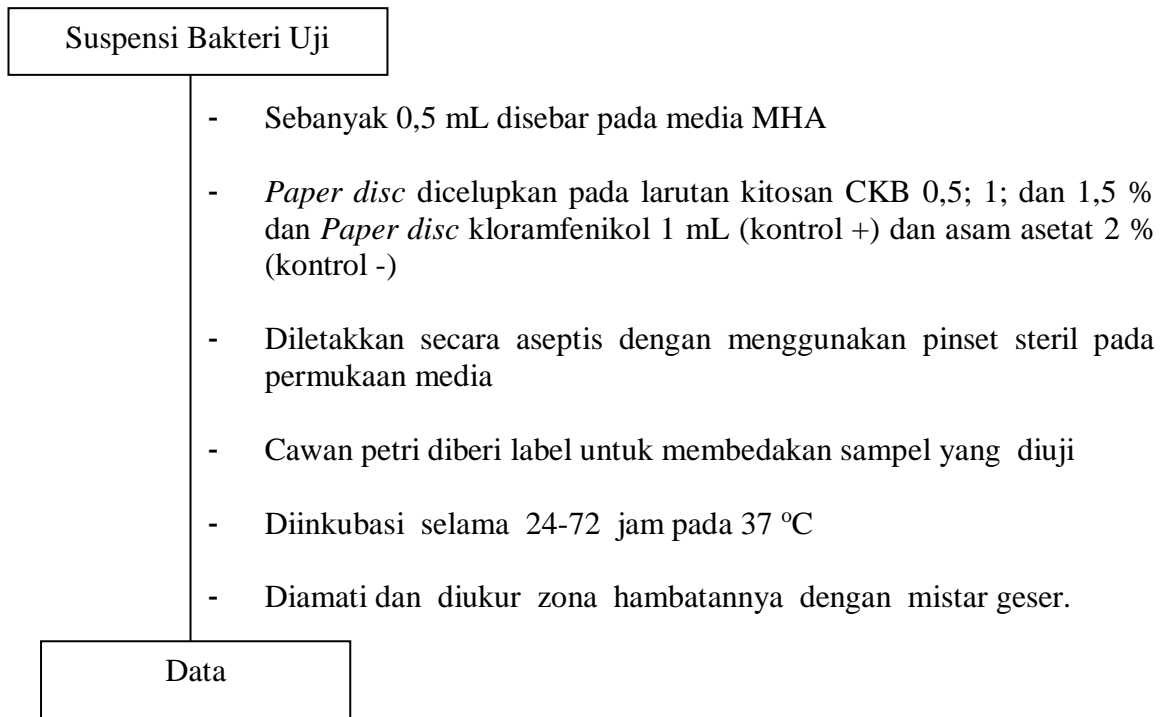 Suspensi Bakteri Uji
- Sebanyak 0,5 mL disebar pada media MHA
- Paper disc dicelupkan pada larutan kitosan CKB 0,5; 1; dan 1,5 %
dan Paper disc kloramfenikol 1 mL (kontrol +) dan asam asetat 2 %
(kontrol -)
- Diletakkan secara aseptis dengan menggunakan pinset steril pada
permukaan media
- Cawan petri diberi label untuk membedakan sampel yang diuji
- Diinkubasi selama 24-72 jam pada 37 ºC
- Diamati dan diukur zona hambatannya dengan mistar geser.
Data